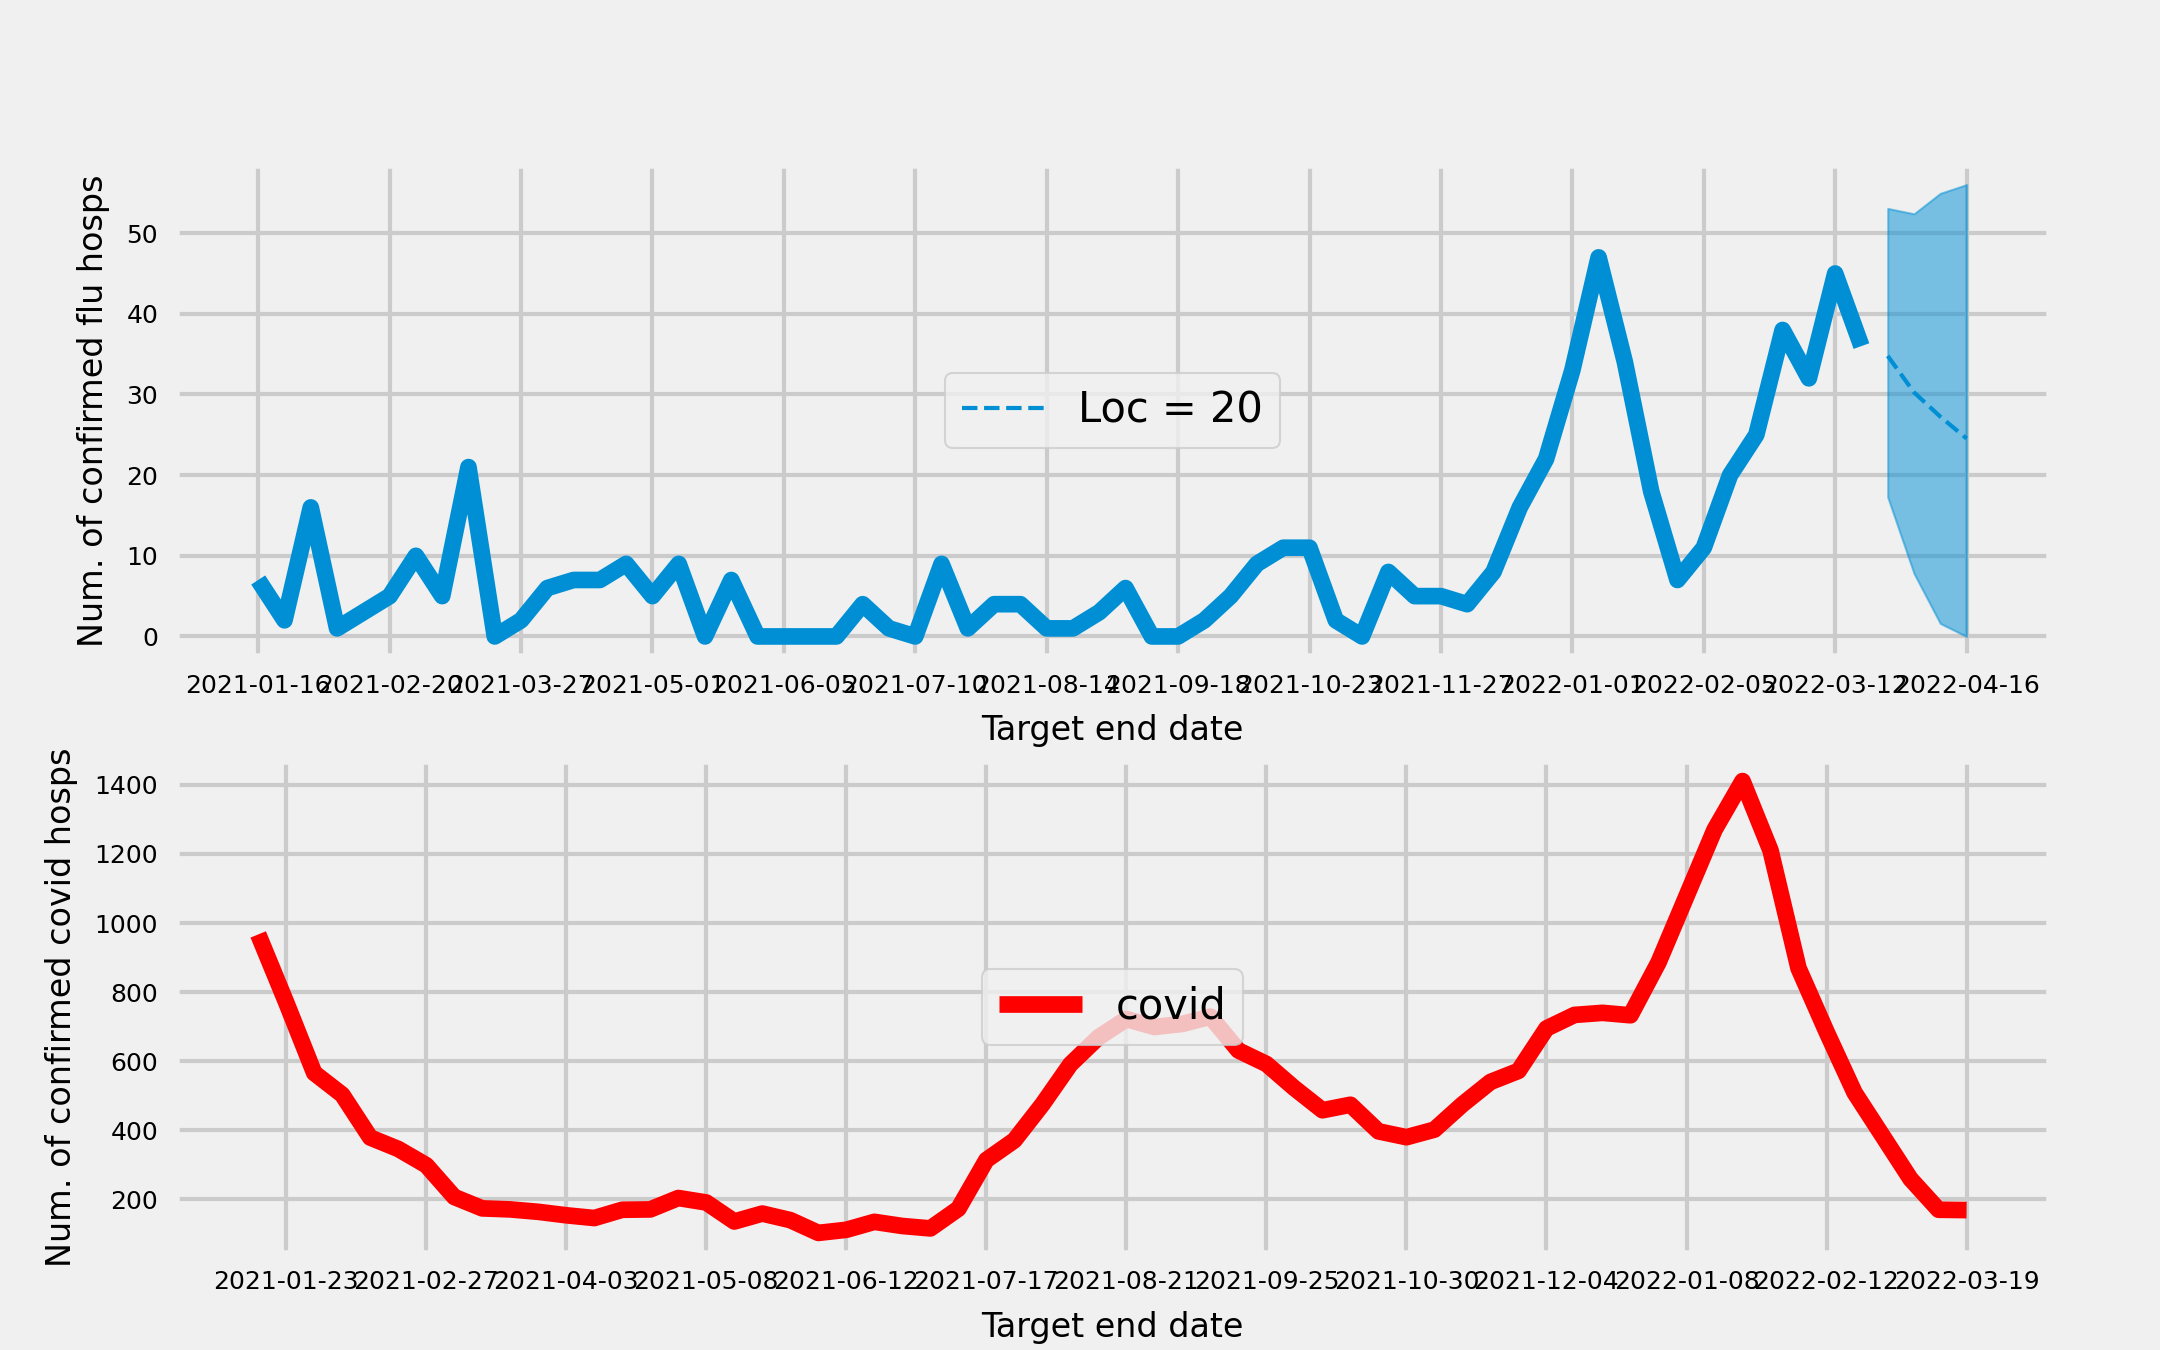 Num. of confirmed flu hosps
50
40
30
20
10
0
Loc = 20
2021-01-16 2021-02-20 2021-03-27 2021-05-01 2021-06-05 2021-07-10 2021-08-14 2021-09-18 2021-10-23 2021-11-27 2022-01-01 2022-02-05 2022-03-12 2022-04-16
Target end date
Num. of confirmed covid hosps
1400
1200
1000
800
600
400
200
covid
2021-01-23 2021-02-27 2021-04-03 2021-05-08 2021-06-12 2021-07-17 2021-08-21 2021-09-25 2021-10-30 2021-12-04 2022-01-08 2022-02-12 2022-03-19
Target end date